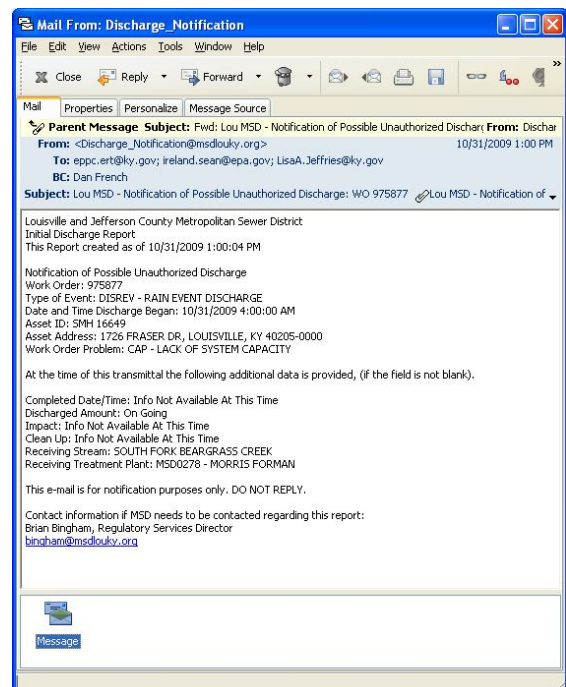 Mail From: Discharge_Notification
File Edit View Actions Tools Window Help
Close Reply Forward »
Mail Properties Personalize Message Source
Parent Message Subject: Fwd: Lou MSD - Notification of Possible Unauthorized Discharg From: Dischar
From: <Discharge_Notification@msdlouky.org> 10/31/2009 1:00 PM
To: eppc.ert@ky.gov; ireland.sean@epa.gov; LisaA.Jeffries@ky.gov
BC: Dan French
Subject: Lou MSD - Notification of Possible Unauthorized Discharge: WO 975877 Lou MSD - Notification of
Louisville and Jefferson County Metropolitan Sewer District
Initial Discharge Report
This Report created as of 10/31/2009 1:00:04 PM
Notification of Possible Unauthorized Discharge
Work Order: 975877
Type of Event: DISREV - RAIN EVENT DISCHARGE
Date and Time Discharge Began: 10/31/2009 4:00:00 AM
Asset ID: SMH 16649
Asset Address: 1726 FRASER DR, LOUISVILLE, KY 40205-0000
Work Order Problem: CAP - LACK OF SYSTEM CAPACITY
At the time of this transmittal the following additional data is provided, (if the field is not blank).
Completed Date/Time: Info Not Available At This Time
Discharged Amount: On Going
Impact: Info Not Available At This Time
Clean Up: Info Not Available At This Time
Receiving Stream: SOUTH FORK BEARGRASS CREEK
Receiving Treatment Plant: MSD0278 - MORRIS FORMAN
This e-mail is for notification purposes only. DO NOT REPLY.
Contact information if MSD needs to be contacted regarding this report:
Brian Bingham, Regulatory Services Director
bingham@msdlouky.org
Message